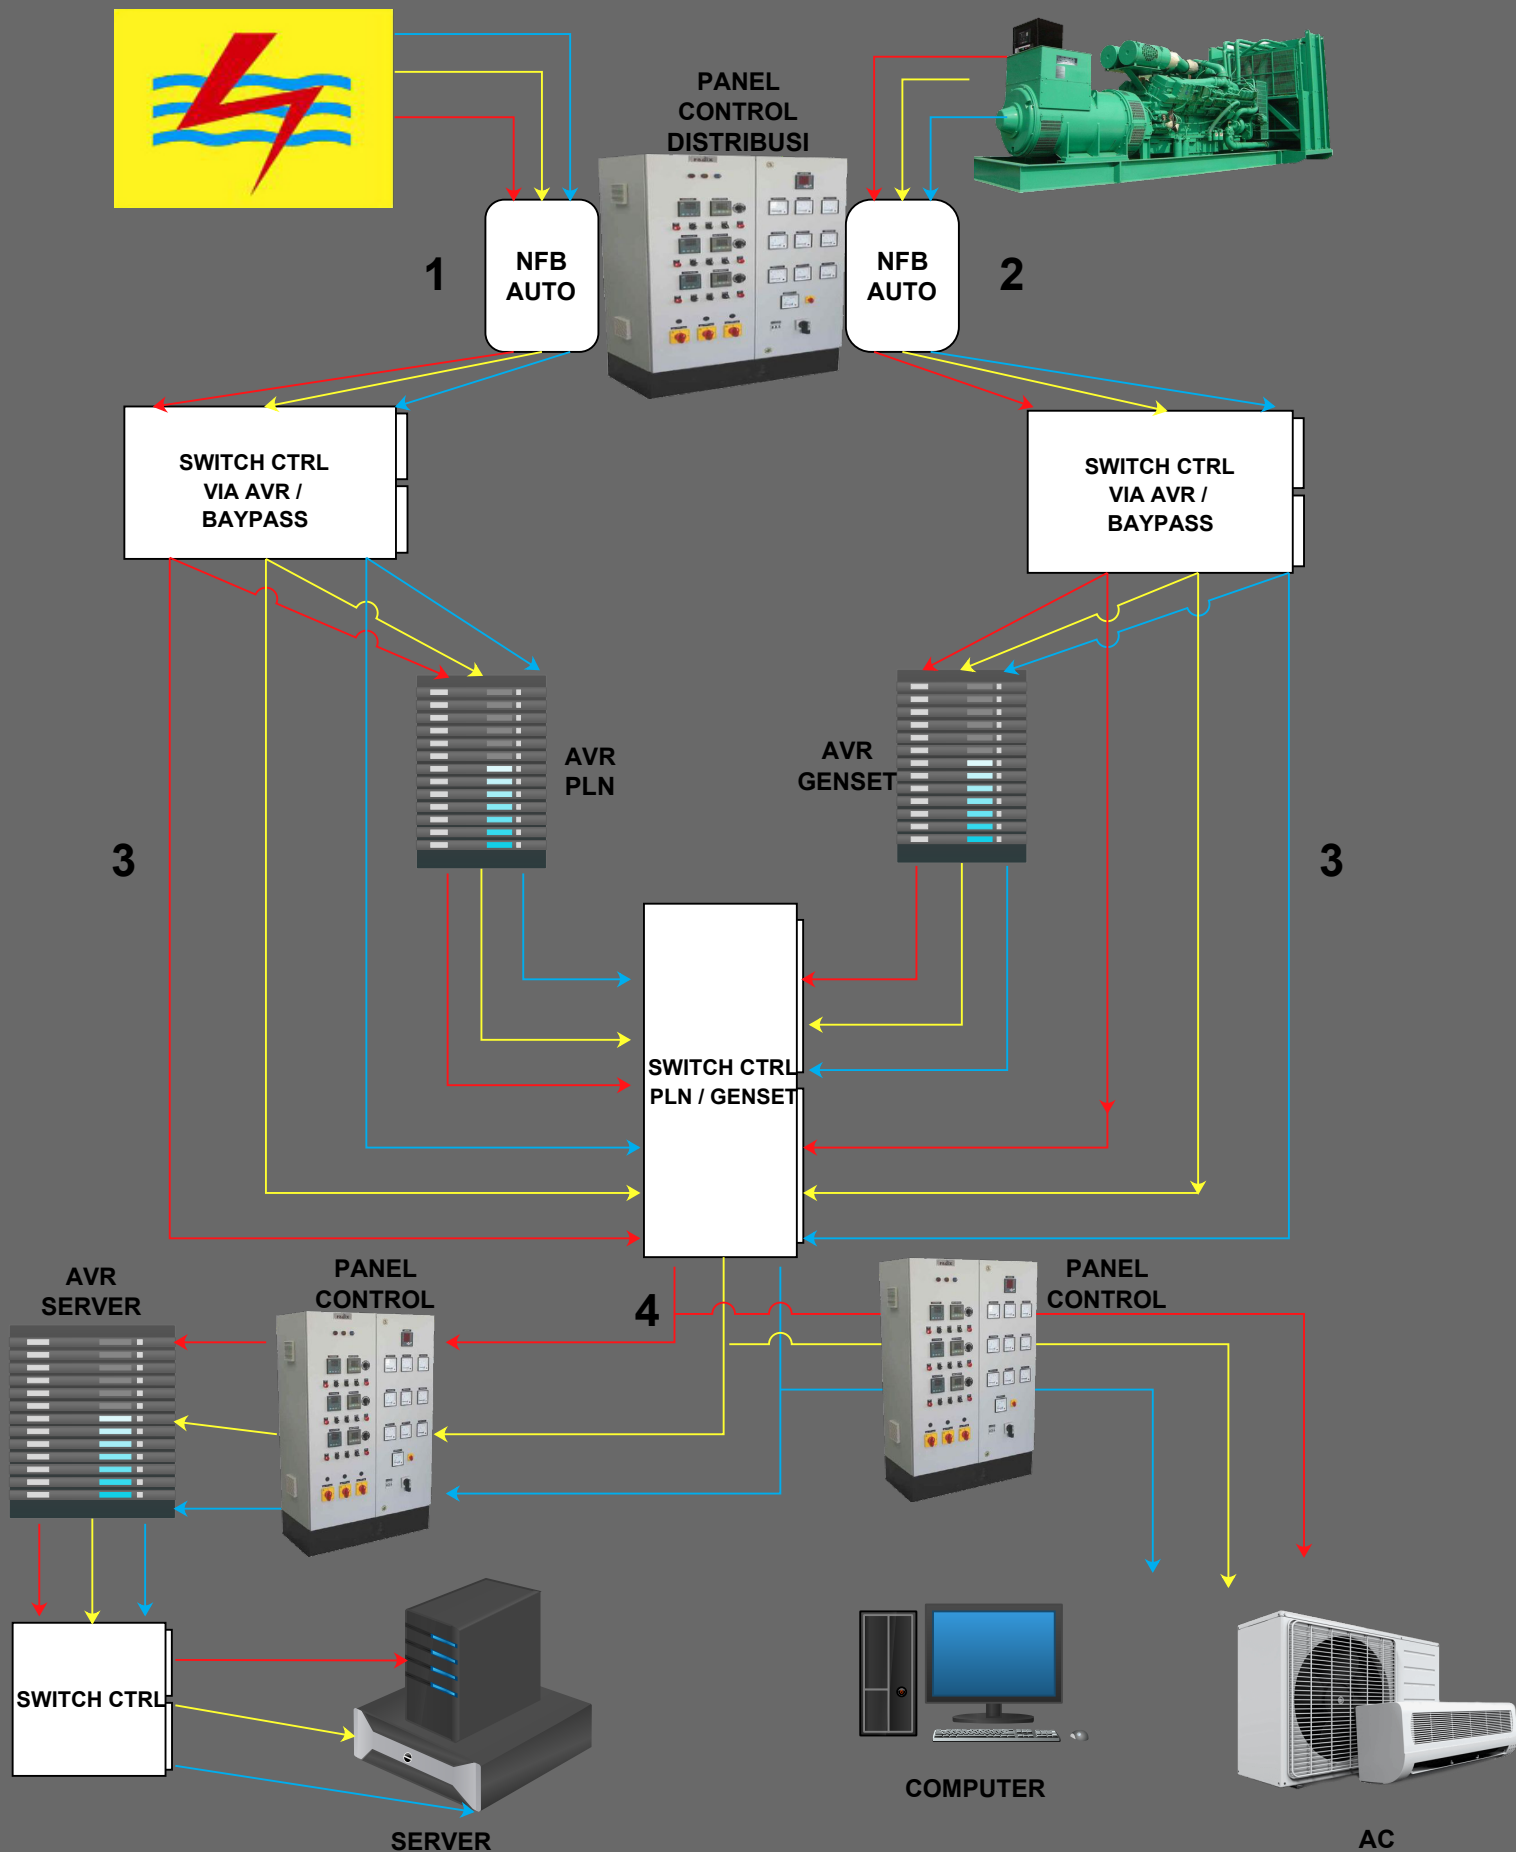 PANEL
CONTROL
DISTRIBUSI
1
NFB
AUTO
NFB
AUTO
2
SWITCH CTRL
VIA AVR /
BAYPASS
SWITCH CTRL
VIA AVR /
BAYPASS
AVR
PLN
AVR
GENSET
3
3
SWITCH CTRL
PLN / GENSET
AVR
SERVER
PANEL
CONTROL
4
PANEL
CONTROL
SWITCH CTRL
SERVER
COMPUTER
AC